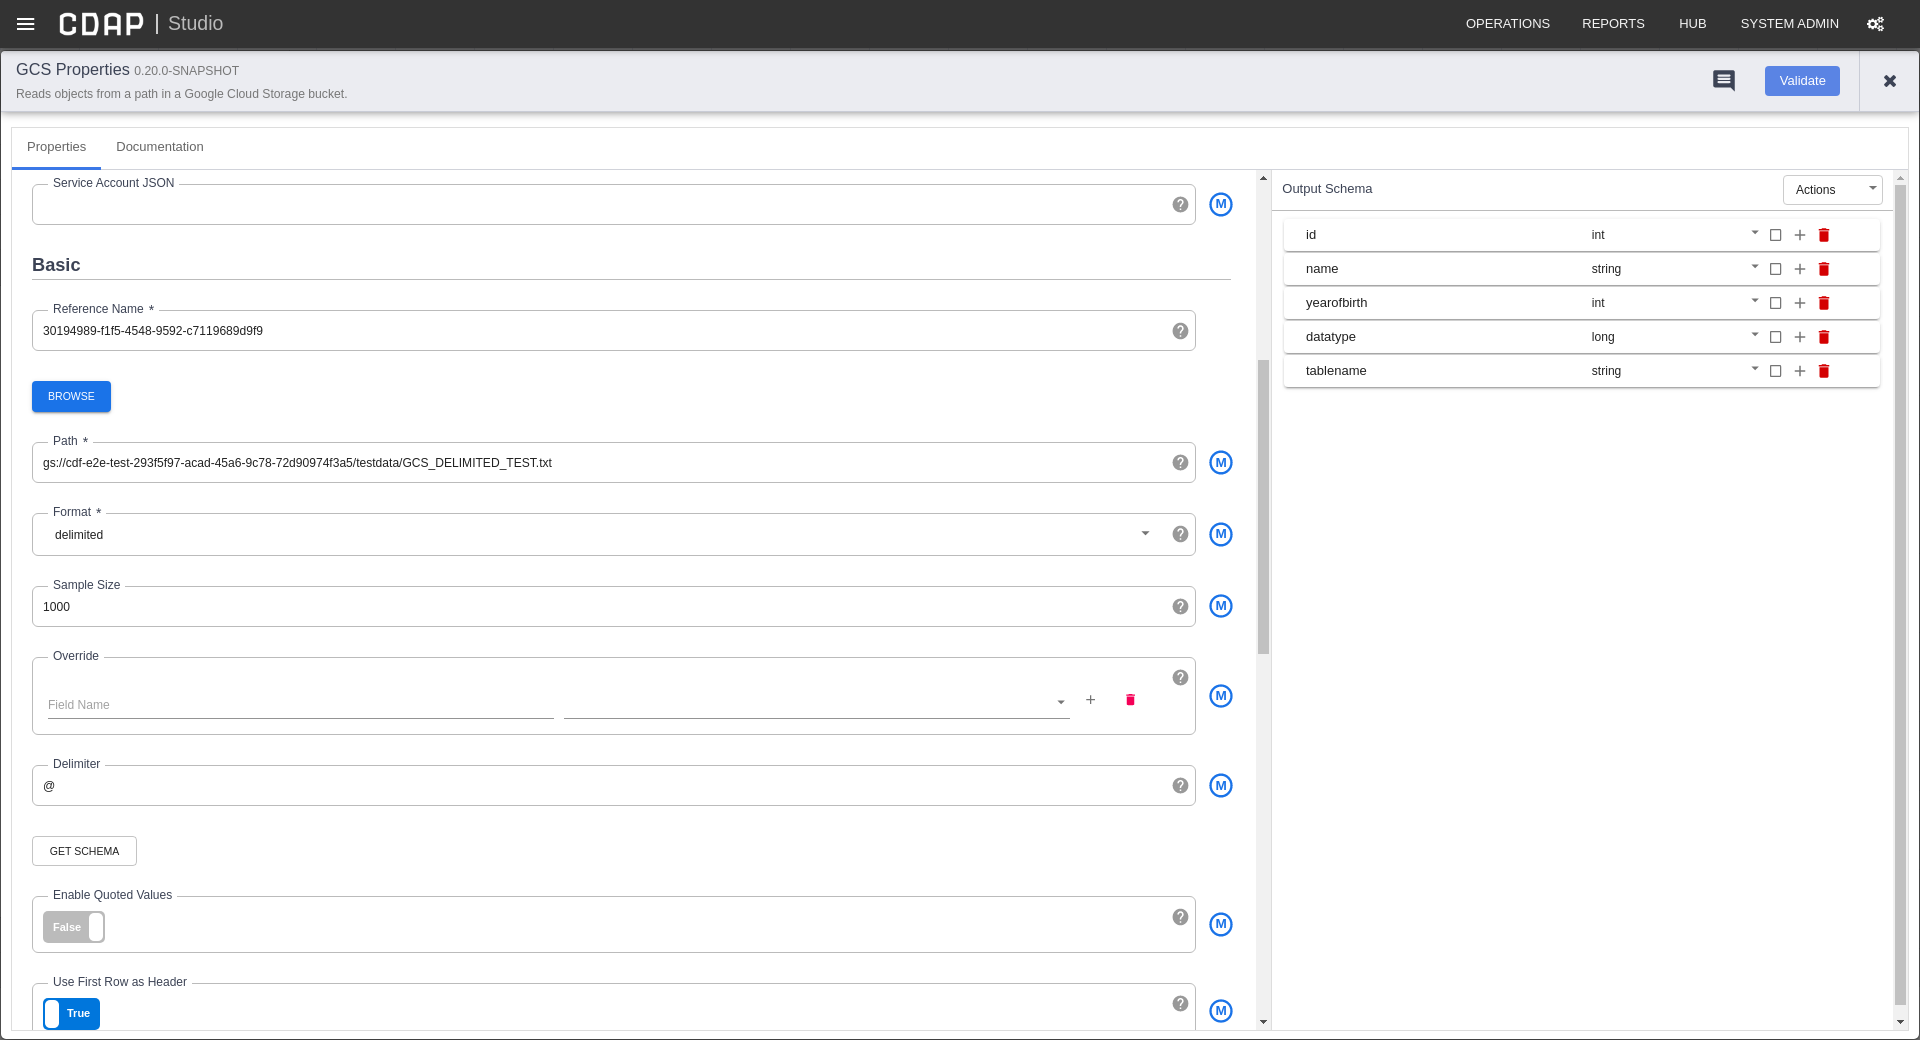 CDAP | Studio
OPERATIONS REPORTS HUB SYSTEM ADMIN
GCS Properties 0.20.0-SNAPSHOT
Reads objects from a path in a Google Cloud Storage bucket.
Validate
Properties Documentation
Service Account JSON
M
Basic
Reference Name *
30194989-f1f5-4548-9592-c7119689d9f9
BROWSE
Path *
gs://cdf-e2e-test-293f5f97-acad-45a6-9c78-72d90974f3a5/testdata/GCS_DELIMITED_TEST.txt
M
Format *
delimited
M
Sample Size
1000
M
Override
Field Name
M
Delimiter
@
M
GET SCHEMA
Enable Quoted Values
False
M
Use First Row as Header
True
M
Output Schema
Actions
id int
name string
yearofbirth int
datatype long
tablename string